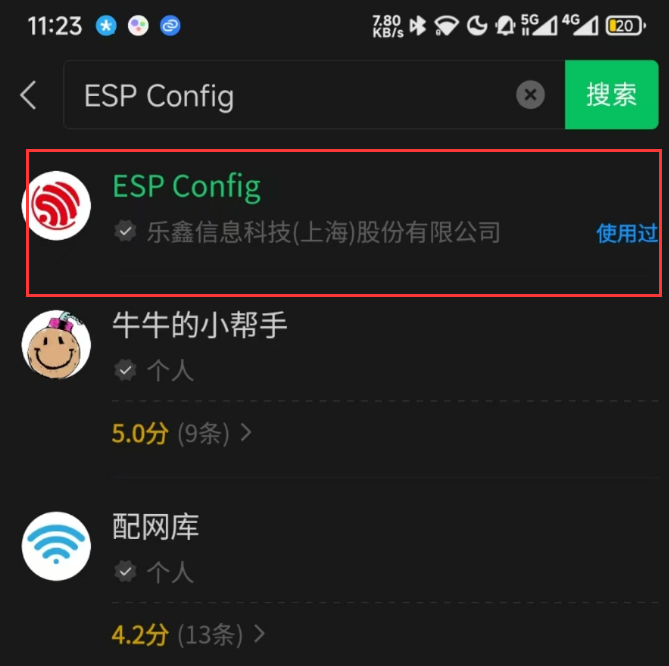 11:23 7.80 KB/s 5G 4G 20
ESP Config 搜索
ESP Config
乐鑫信息科技(上海)股份有限公司 使用过
牛牛的小帮手
个人
5.0分 (9条)
配网库
个人
4.2分 (13条)